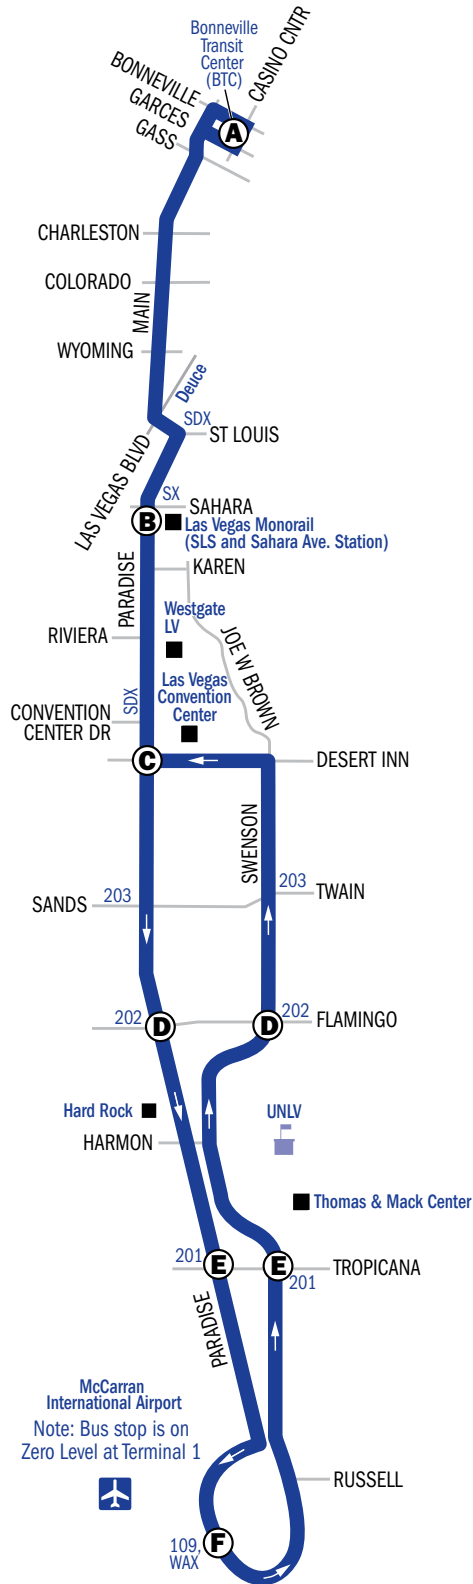 Bonneville
Transit
Center
(BTC)
CASINO CNTR
BONNEVILLE
GARCES
GASS
A
CHARLESTON
COLORADO
MAIN
WYOMING
Deuce
SDX
ST LOUIS
LAS VEGAS BLVD
SX
SAHARA
B
Las Vegas Monorail
(SLS and Sahara Ave. Station)
KAREN
PARADISE
Westgate
LV
RIVIERA
JOE W BROWN
Las Vegas
Convention
Center
SDX
CONVENTION
CENTER DR
C
DESERT INN
SWENSON
203
TWAIN
SANDS
203
202
D
D
202
FLAMINGO
Hard Rock
UNLV
HARMON
Thomas & Mack Center
201
E
E
201
TROPICANA
PARADISE
McCarran
International Airport
Note: Bus stop is on
Zero Level at Terminal 1
RUSSELL
109,
WAX
F